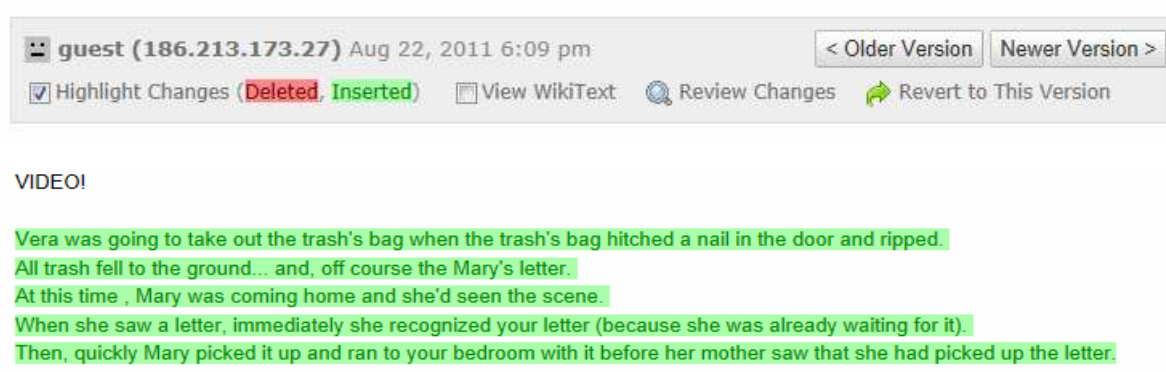 guest (186.213.173.27) Aug 22, 2011 6:09 pm < Older Version Newer Version >
Highlight Changes (Deleted, Inserted) View WikiText Review Changes Revert to This Version
VIDEO!
Vera was going to take out the trash's bag when the trash's bag hitched a nail in the door and ripped.
All trash fell to the ground... and, off course the Mary's letter.
At this time , Mary was coming home and she'd seen the scene.
When she saw a letter, immediately she recognized your letter (because she was already waiting for it).
Then, quickly Mary picked it up and ran to your bedroom with it before her mother saw that she had picked up the letter.